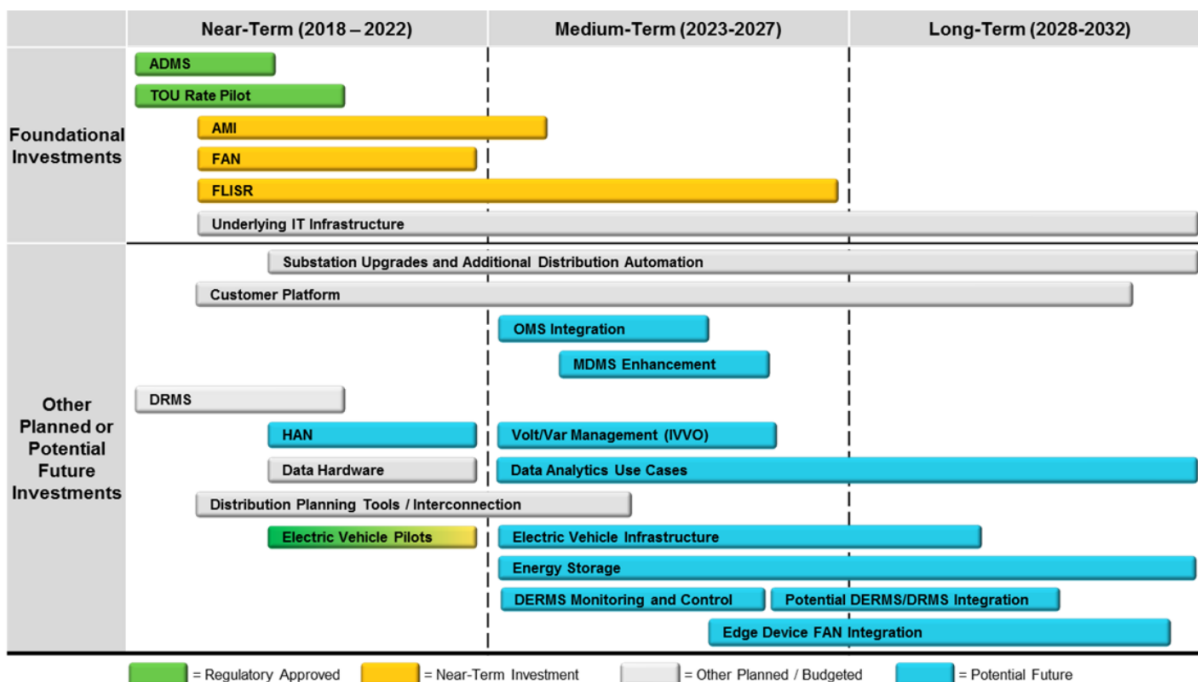 Near-Term (2018 – 2022)
Medium-Term (2023-2027)
Long-Term (2028-2032)
Foundational
Investments
ADMS
TOU Rate Pilot
AMI
FAN
FLISR
Underlying IT Infrastructure
Other
Planned or
Potential
Future
Investments
Substation Upgrades and Additional Distribution Automation
Customer Platform
OMS Integration
MDMS Enhancement
DRMS
HAN
Volt/Var Management (IVVO)
Data Hardware
Data Analytics Use Cases
Distribution Planning Tools / Interconnection
Electric Vehicle Pilots
Electric Vehicle Infrastructure
Energy Storage
DERMS Monitoring and Control
Potential DERMS/DRMS Integration
Edge Device FAN Integration
= Regulatory Approved
= Near-Term Investment
= Other Planned / Budgeted
= Potential Future